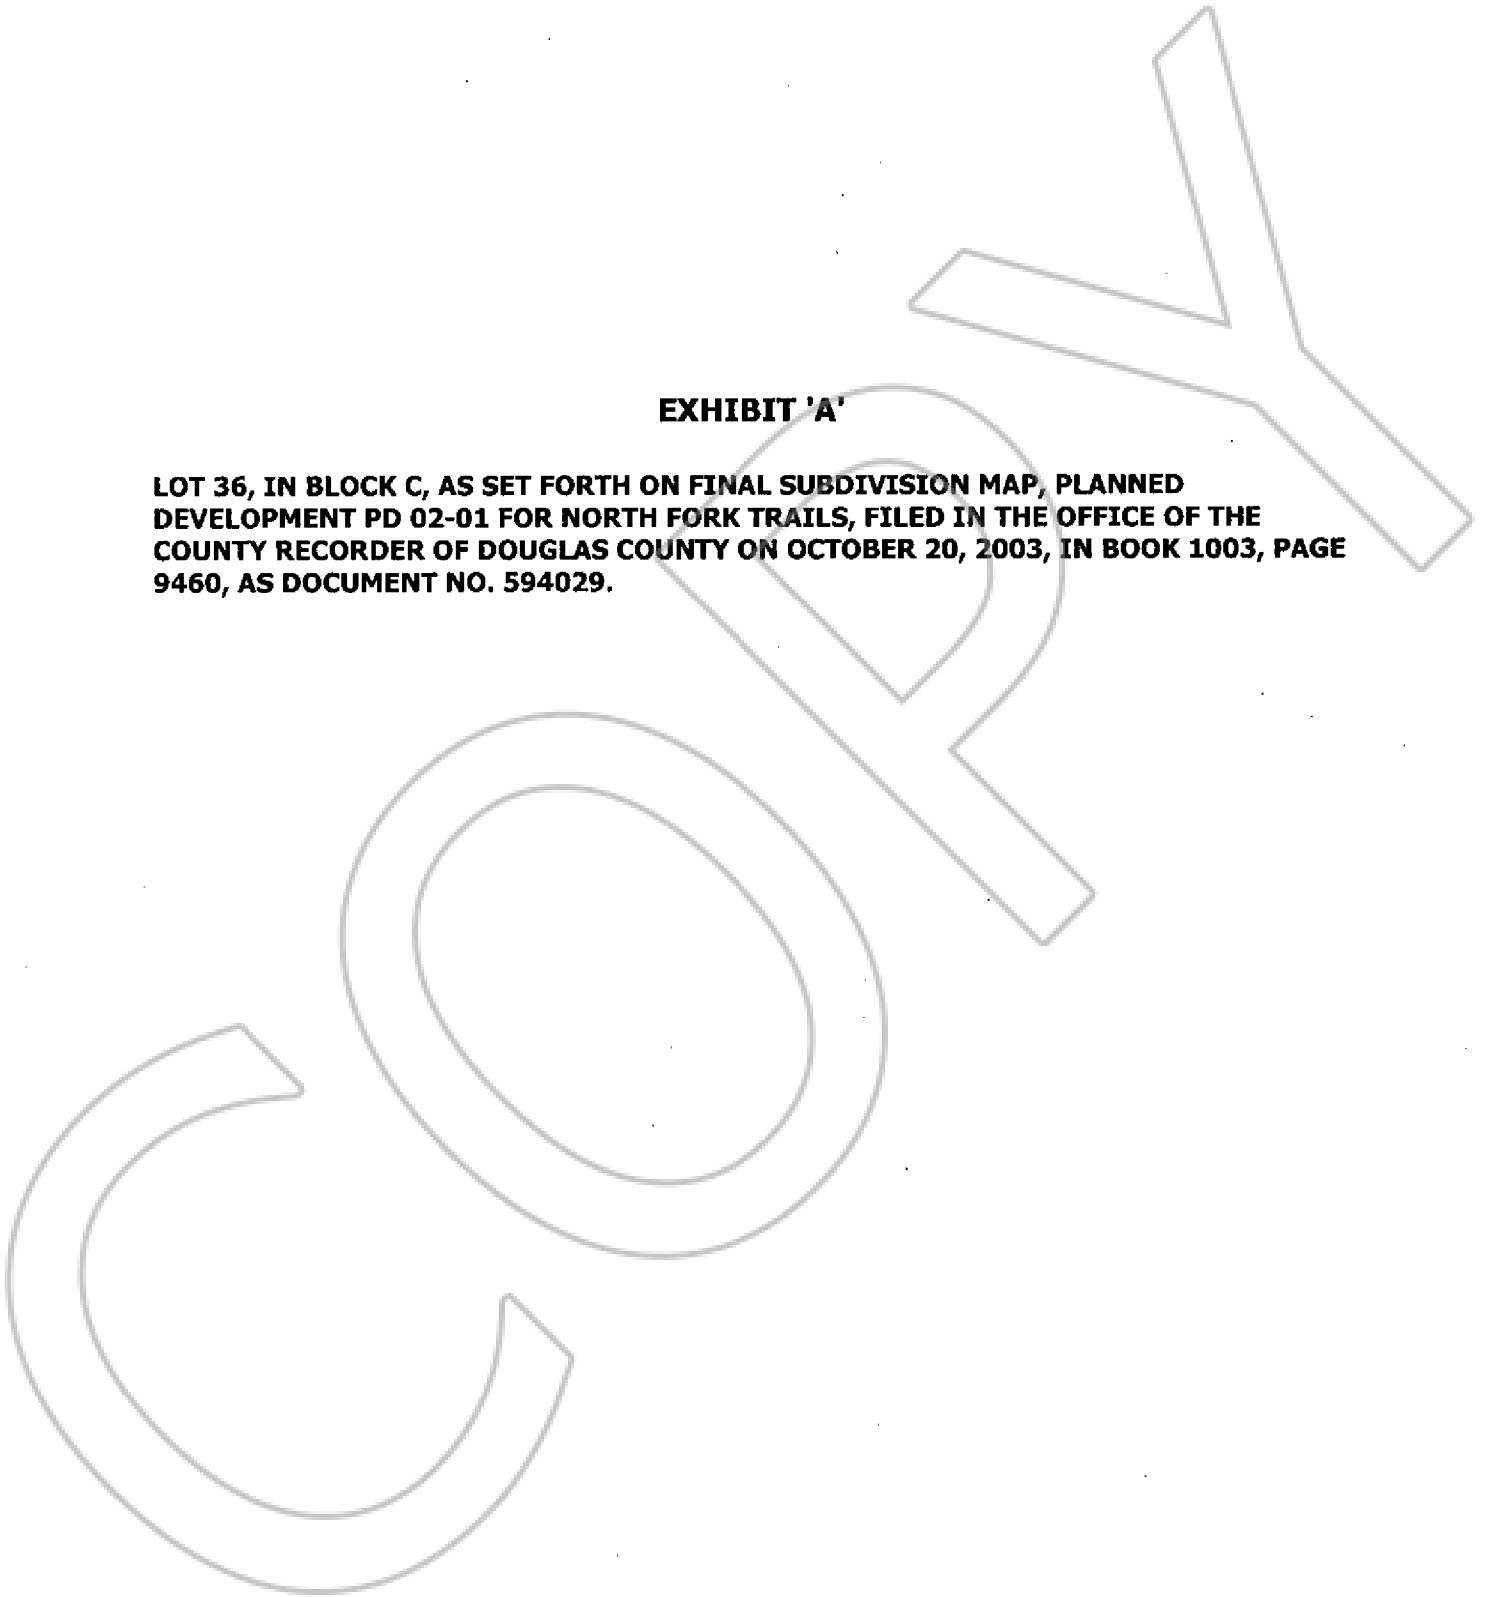 EXHIBIT 'A'
LOT 36, IN BLOCK C, AS SET FORTH ON FINAL SUBDIVISION MAP, PLANNED
DEVELOPMENT PD 02-01 FOR NORTH FORK TRAILS, FILED IN THE OFFICE OF THE
COUNTY RECORDER OF DOUGLAS COUNTY ON OCTOBER 20, 2003, IN BOOK 1003, PAGE
9460, AS DOCUMENT NO. 594029.
COPY